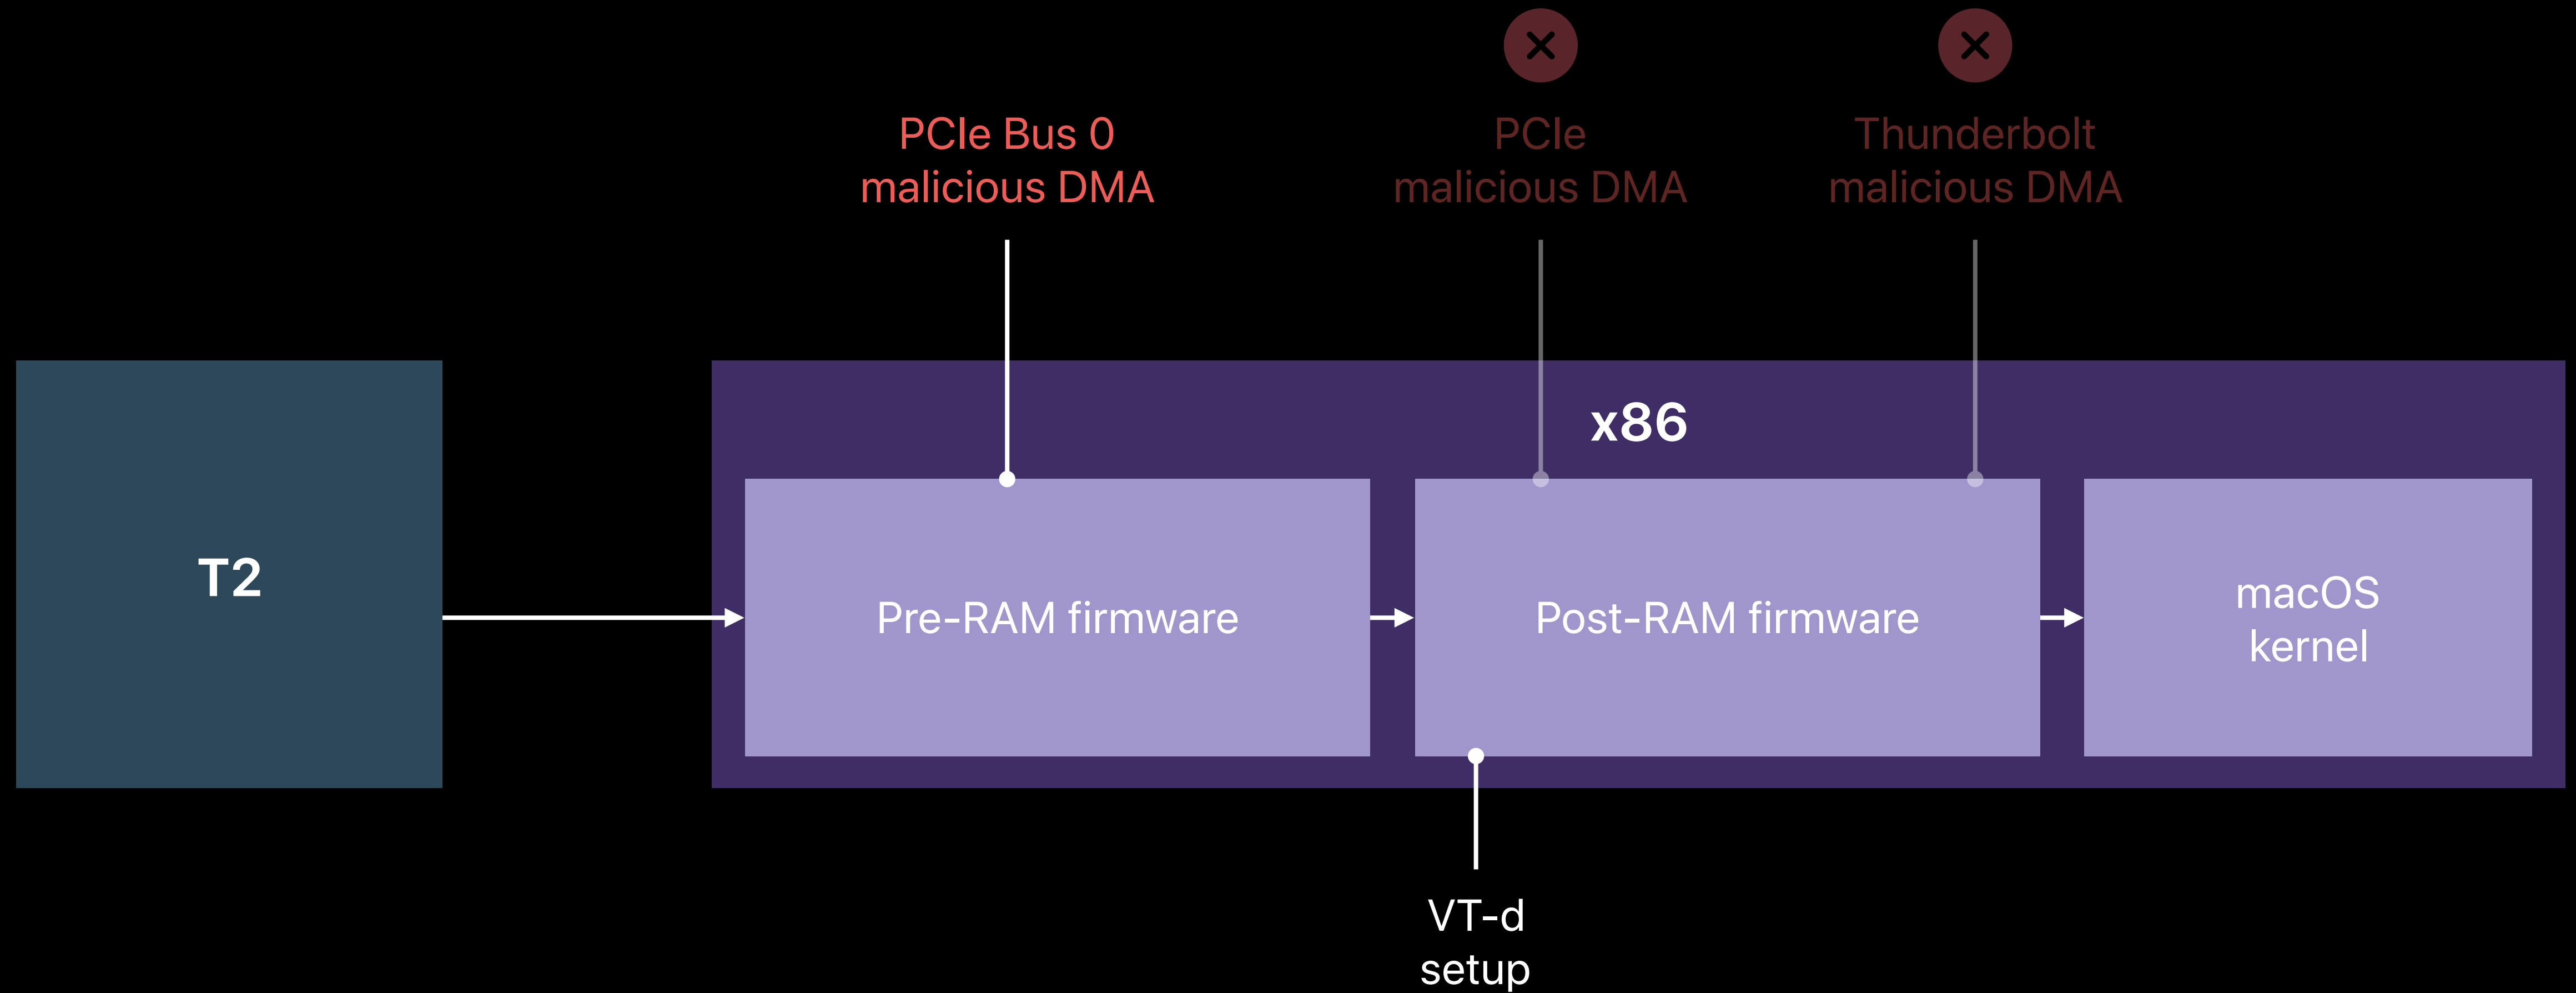 PCIe Bus 0
malicious DMA
PCIe
malicious DMA
Thunderbolt
malicious DMA
T2
x86
Pre-RAM firmware
Post-RAM firmware
macOS
kernel
VT-d
setup